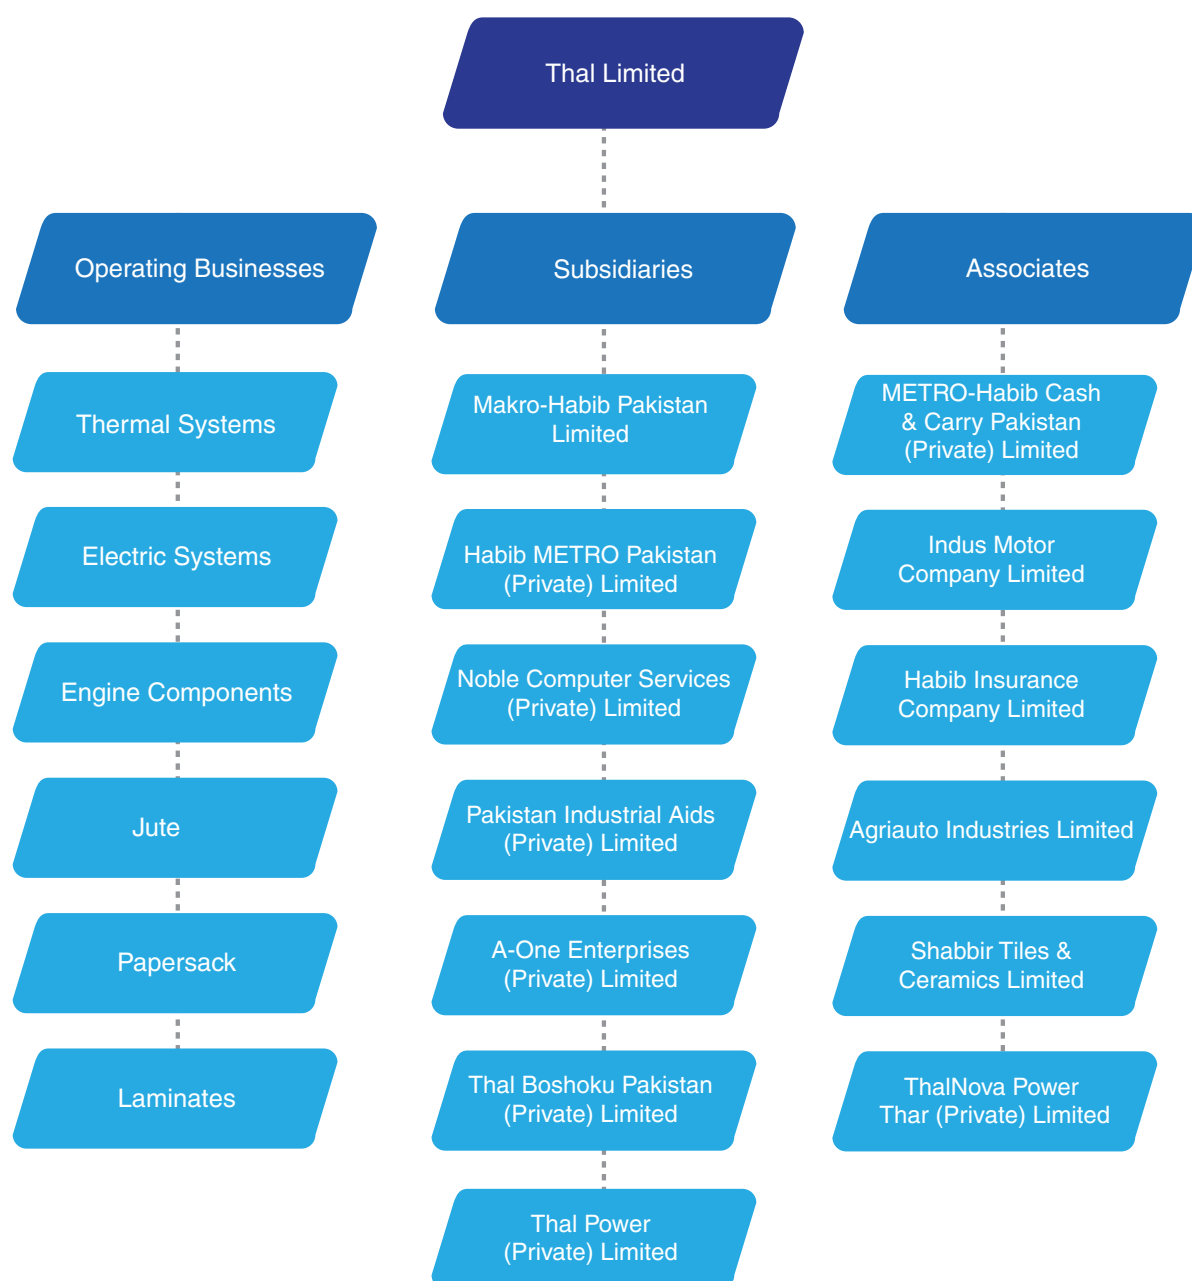 Thal Limited
Operating Businesses
Thermal Systems
Electric Systems
Engine Components
Jute
Papersack
Laminates
Subsidiaries
Makro-Habib Pakistan
Limited
Habib METRO Pakistan
(Private) Limited
Noble Computer Services
(Private) Limited
Pakistan Industrial Aids
(Private) Limited
A-One Enterprises
(Private) Limited
Thal Boshoku Pakistan
(Private) Limited
Thal Power
(Private) Limited
Associates
METRO-Habib Cash
& Carry Pakistan
(Private) Limited
Indus Motor
Company Limited
Habib Insurance
Company Limited
Agriauto Industries Limited
Shabbir Tiles &
Ceramics Limited
ThalNova Power
Thar (Private) Limited